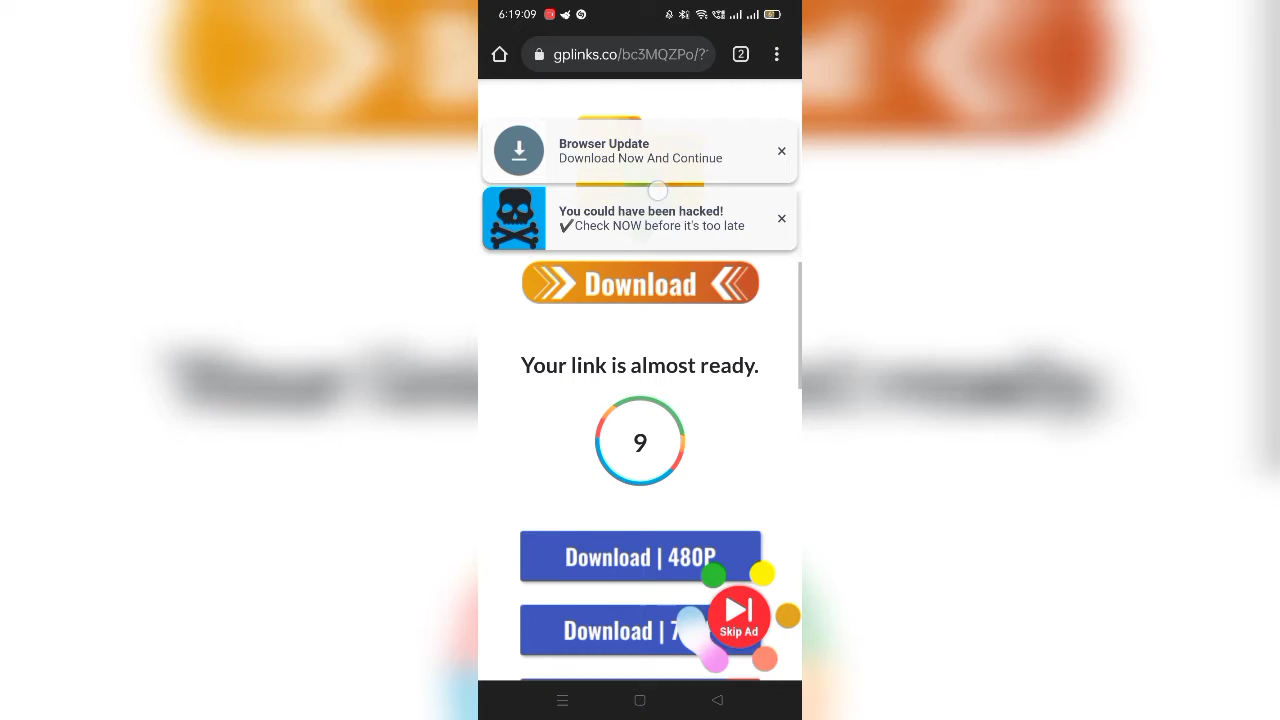 6:19:09
gplinks.co/bc3MQZPo/?
2
Browser Update
Download Now And Continue
You could have been hacked!
✔Check NOW before it's too late
Download
Your link is almost ready.
9
Download | 480P
Download | 7
Skip Ad